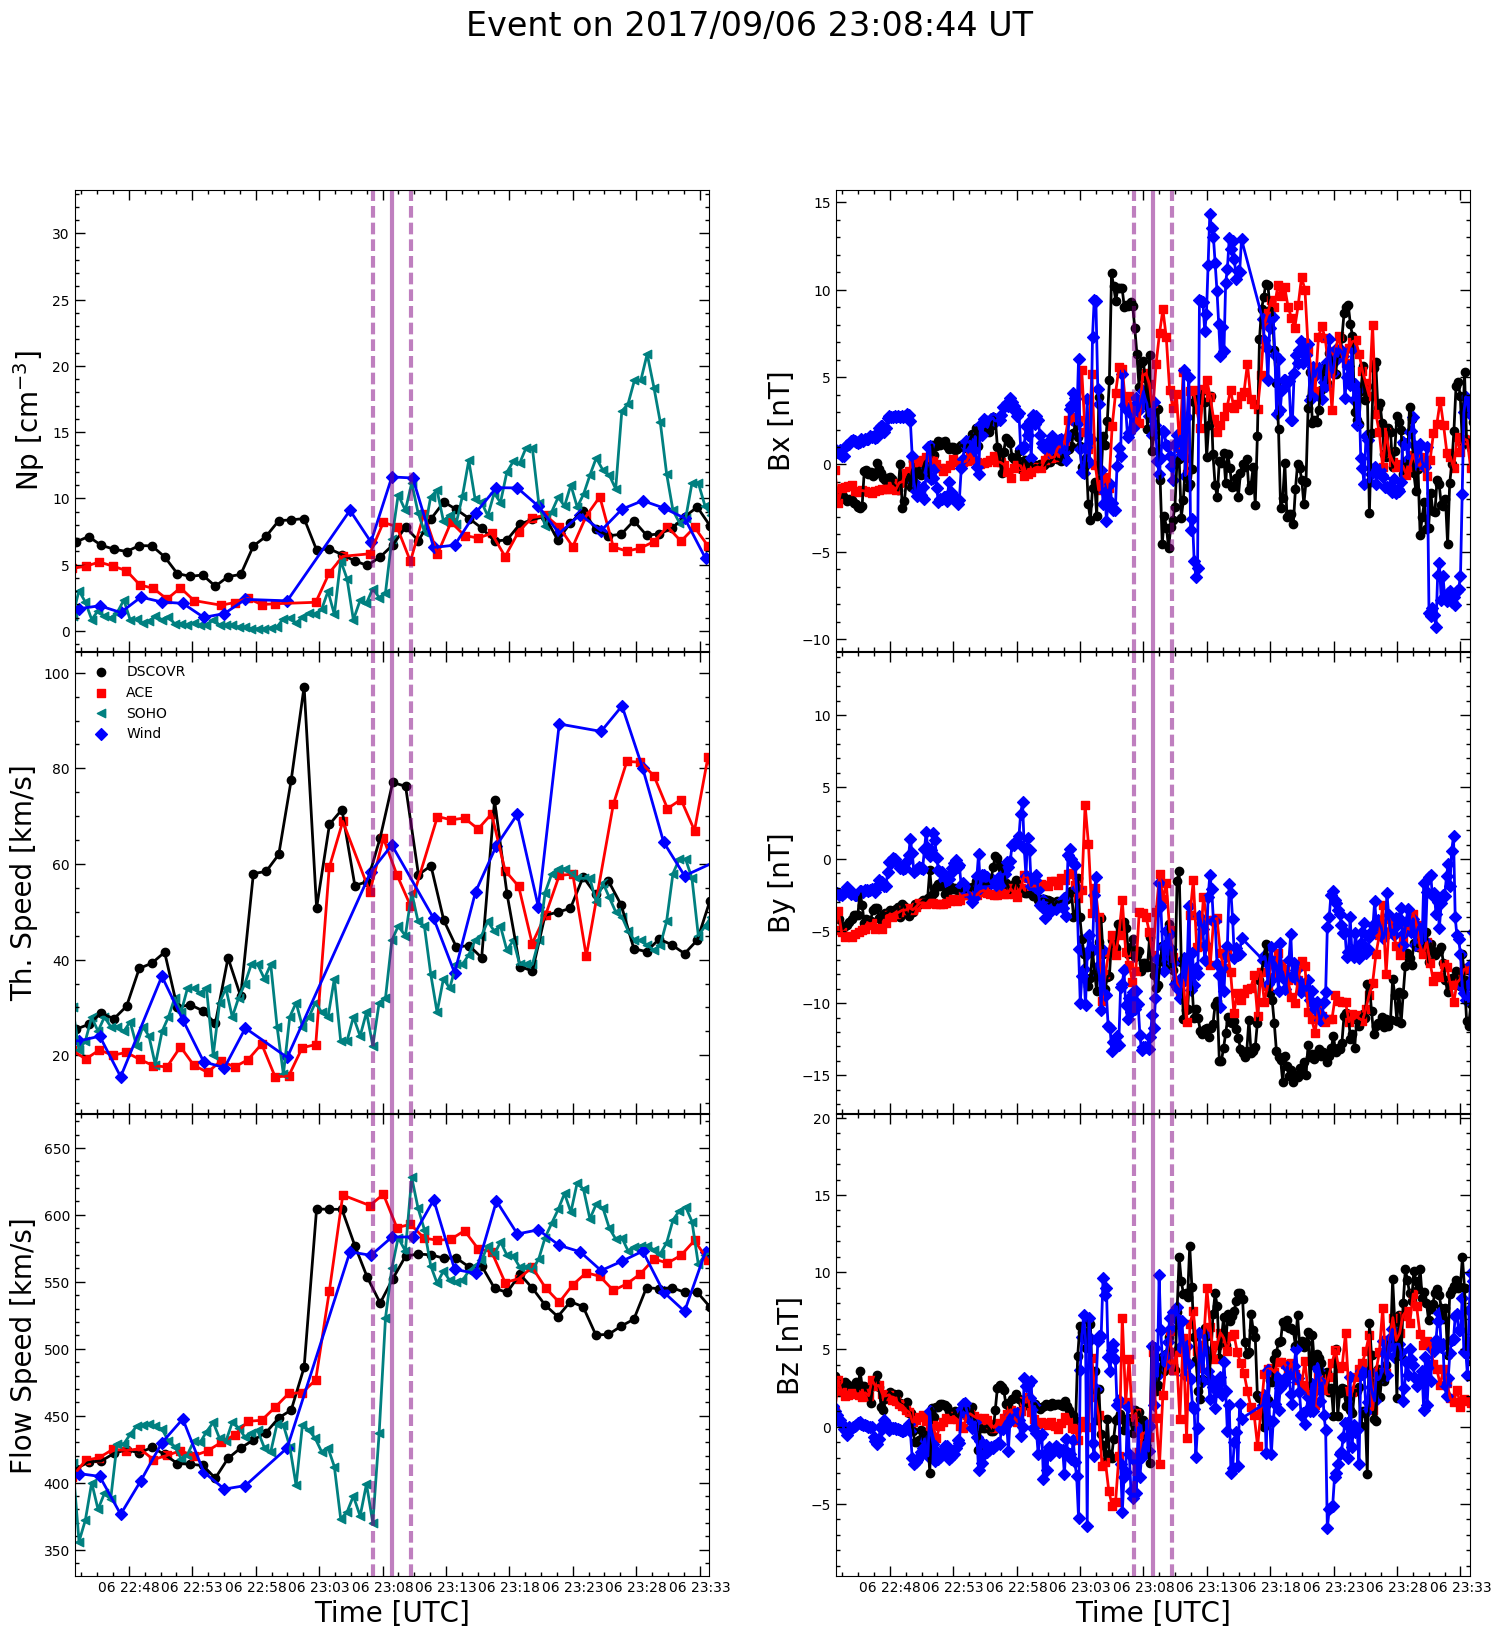 Event on 2017/09/06 23:08:44 UT
Np [cm⁻³]
30
25
20
15
10
5
0
Bx [nT]
15
10
5
0
−5
−10
Th. Speed [km/s]
100
80
60
40
20
DSCOVR
ACE
SOHO
Wind
By [nT]
10
5
0
−5
−10
−15
Flow Speed [km/s]
650
600
550
500
450
400
350
Bz [nT]
20
15
10
5
0
−5
06 22:48 06 22:53 06 22:58 06 23:03 06 23:08 06 23:13 06 23:18 06 23:23 06 23:28 06 23:33
Time [UTC]
06 22:48 06 22:53 06 22:58 06 23:03 06 23:08 06 23:13 06 23:18 06 23:23 06 23:28 06 23:33
Time [UTC]